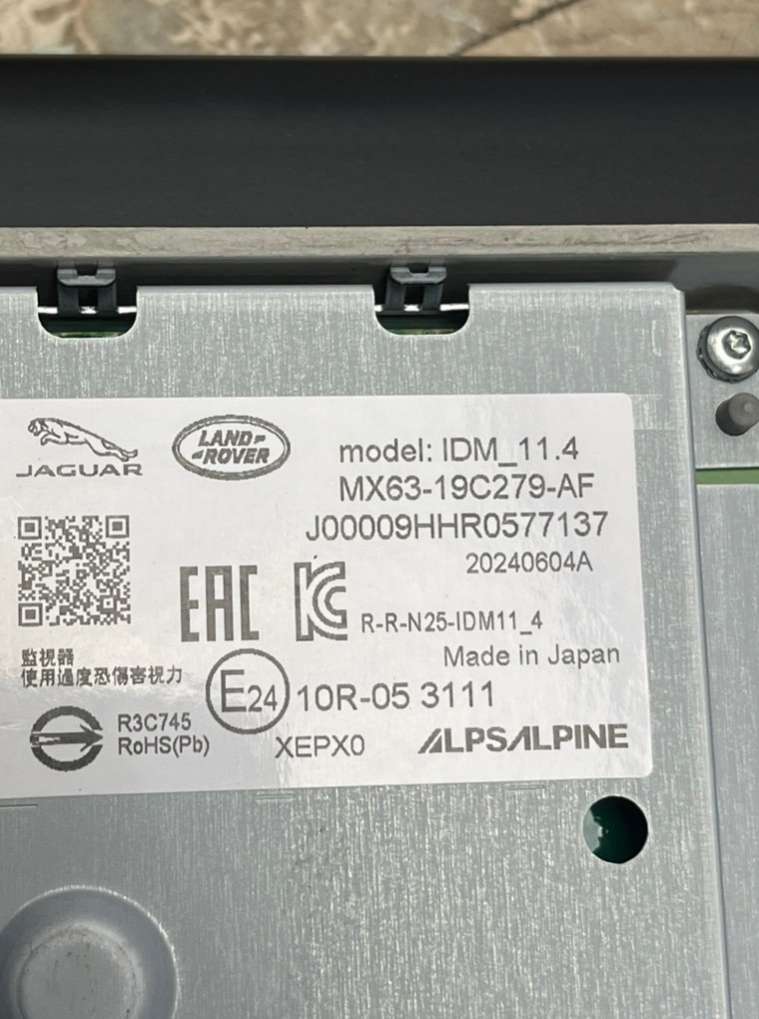 JAGUAR
LAND-
-ROVER
model: IDM_11.4
MX63-19C279-AF
J00009HHR0577137
20240604A
EAC
KC
R-R-N25-IDM11_4
Made in Japan
監視器
使用過度恐傷害視力
E24
10R-05 3111
R3C745
RoHS(Pb)
XEPX0
ALPSALPINE